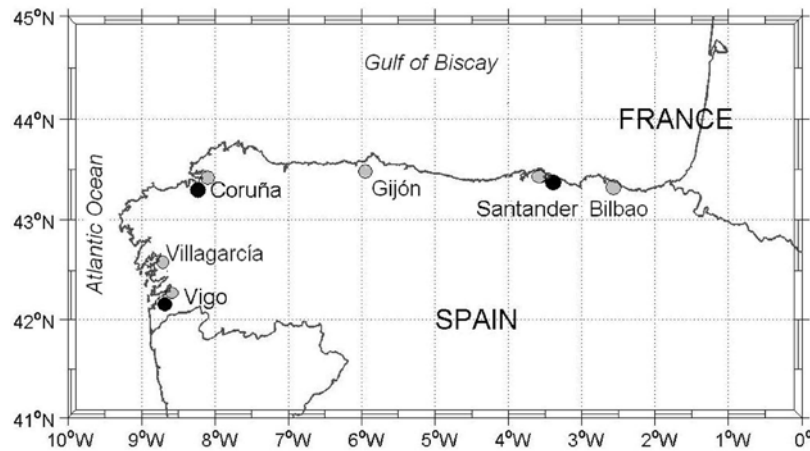 45°N
Gulf of Biscay
44°N
FRANCE
Coruña
Gijón
Santander Bilbao
43°N
Atlantic Ocean
Villagarcía
Vigo
42°N
SPAIN
41°N
10°W 9°W 8°W 7°W 6°W 5°W 4°W 3°W 2°W 1°W 0°